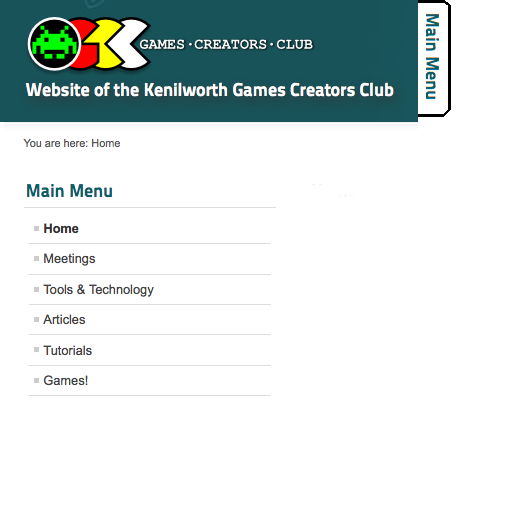 GAMES·CREATORS·CLUB
Website of the Kenilworth Games Creators Club
Main Menu
You are here: Home
Main Menu
Home
Meetings
Tools & Technology
Articles
Tutorials
Games!